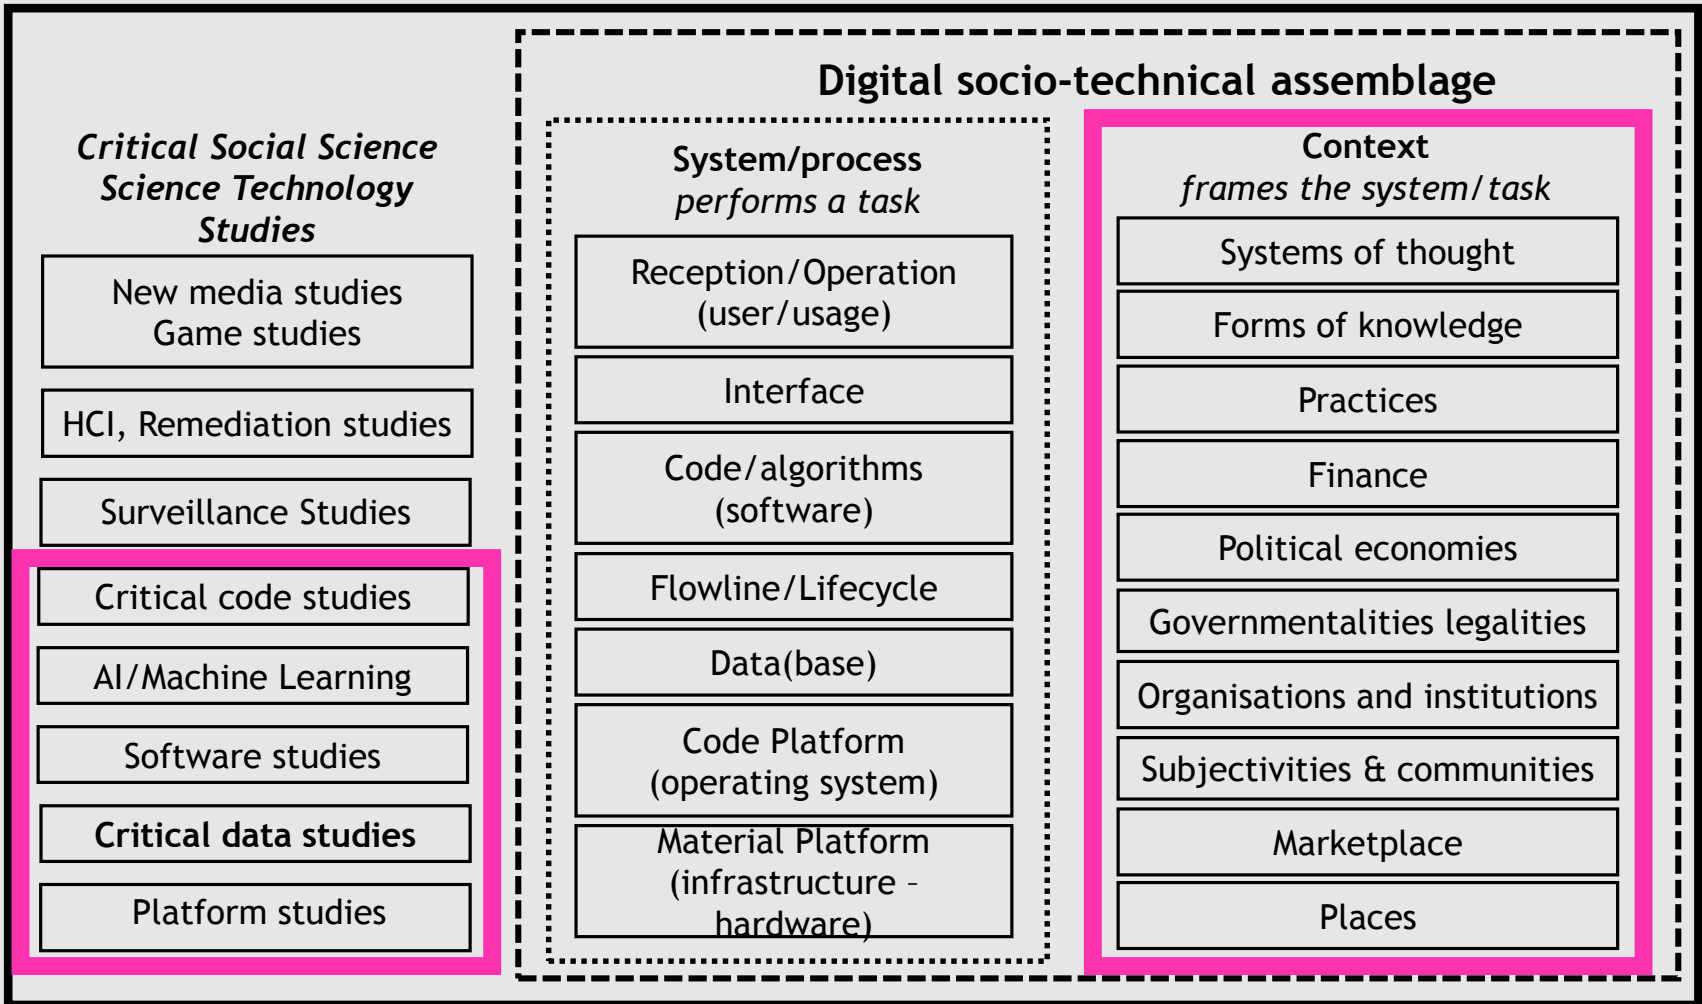 Digital socio-technical assemblage
Critical Social Science
Science Technology
Studies
New media studies
Game studies
HCI, Remediation studies
Surveillance Studies
Critical code studies
AI/Machine Learning
Software studies
Critical data studies
Platform studies
System/process
performs a task
Reception/Operation
(user/usage)
Interface
Code/algorithms
(software)
Flowline/Lifecycle
Data(base)
Code Platform
(operating system)
Material Platform
(infrastructure –
hardware)
Context
frames the system/task
Systems of thought
Forms of knowledge
Practices
Finance
Political economies
Governmentalities legalities
Organisations and institutions
Subjectivities & communities
Marketplace
Places